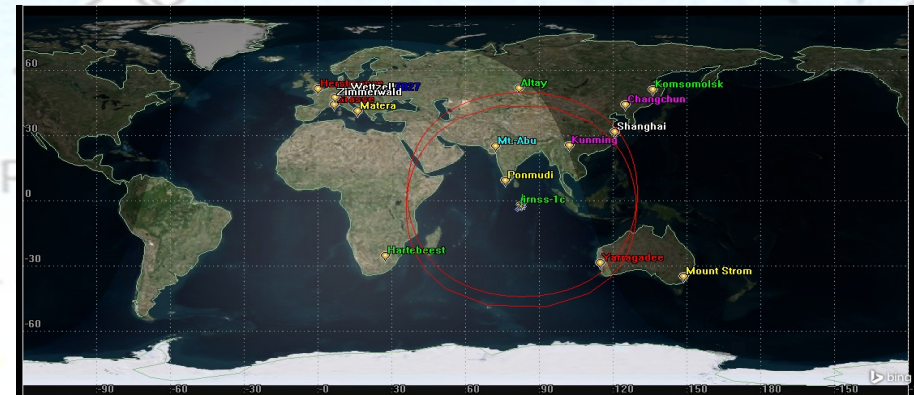 60
Altay
Komsomolsk
Wettzell
Zimmerwald
Changchun
Matera
30
Shanghai
Mt.-Abu
Kunming
Ponmudi
0
irnss-1c
Hartebeest
-30
Yarragadee
Mount Strom
-60
bing
-90
-60
-30
-0
-30
-60
-90
-120
-150
-180
-150